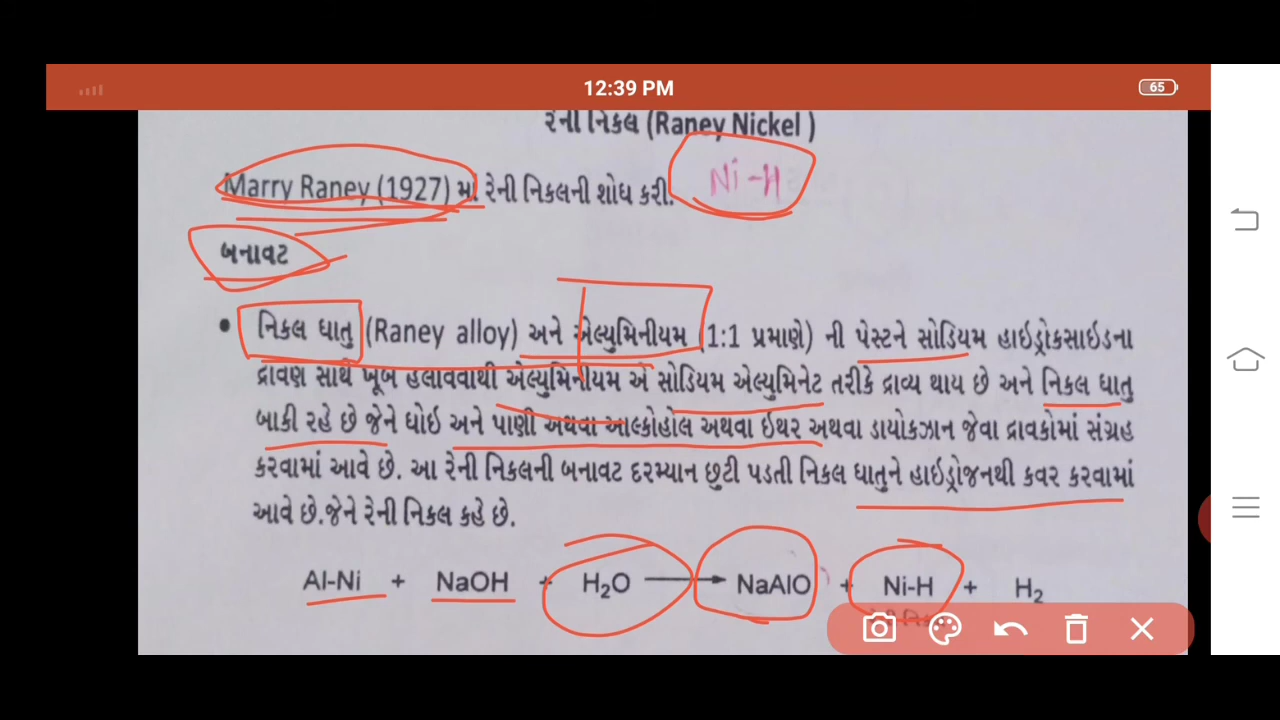 12:39 PM
65
રેની નિકલ (Raney Nickel )
Marry Raney (1927) માં રેની નિકલની શોધ કરી. Ni-H
બનાવટ
• નિકલ ધાતુ (Raney alloy) અને એલ્યુમિનીયમ (1:1 પ્રમાણે) ની પેસ્ટને સોડિયમ હાઇડ્રોકસાઇડના
દ્રાવણ સાથે ખૂબ હલાવવાથી એલ્યુમિનીયમ એ સોડિયમ એલ્યુમિનેટ તરીકે દ્રાવ્ય થાય છે અને નિકલ ધાતુ
બાકી રહે છે જેને ધોઇ અને પાણી અથવા આલ્કોહોલ અથવા ઇથર અથવા ડાયોકઝાન જેવા દ્રાવકોમાં સંગ્રહ
કરવામાં આવે છે. આ રેની નિકલની બનાવટ દરમ્યાન છુટી પડતી નિકલ ધાતુને હાઇડ્રોજનથી કવર કરવામાં
આવે છે.જેને રેની નિકલ કહે છે.
Al-Ni + NaOH + H₂O ⟶ NaAlO + Ni-H + H₂